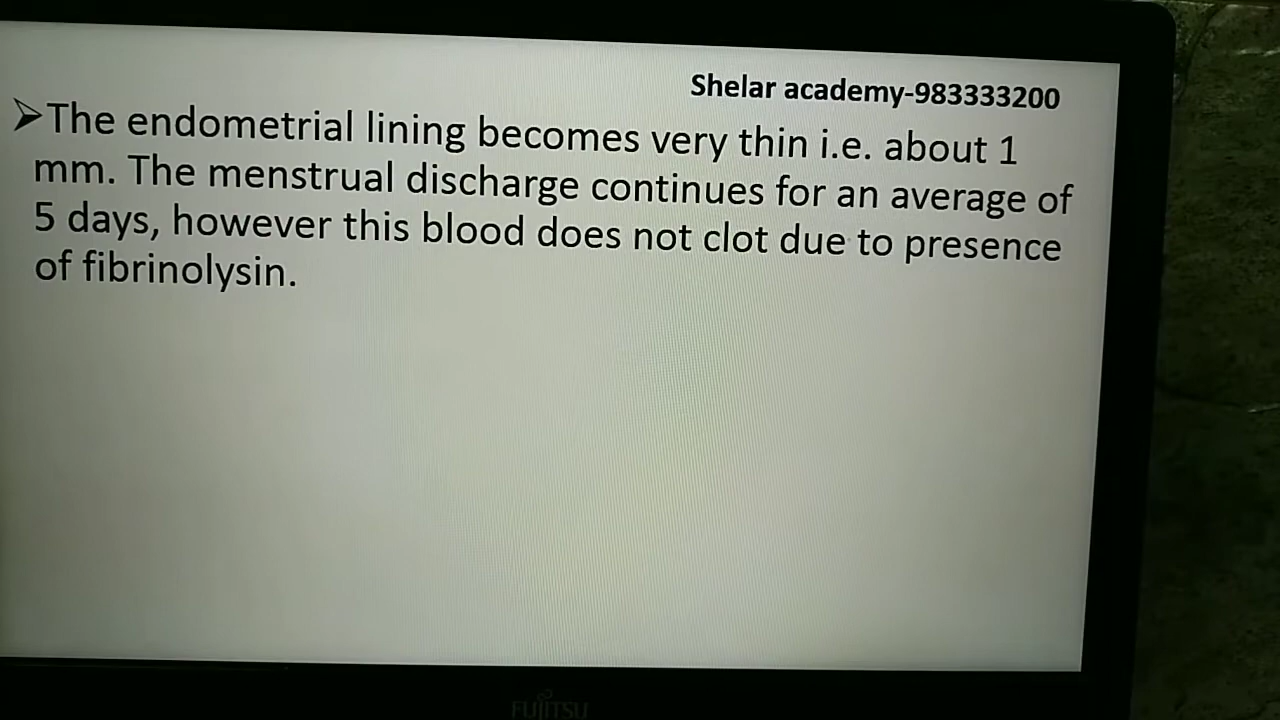 Shelar academy-983333200
➤The endometrial lining becomes very thin i.e. about 1
mm. The menstrual discharge continues for an average of
5 days, however this blood does not clot due to presence
of fibrinolysin.
FUJITSU